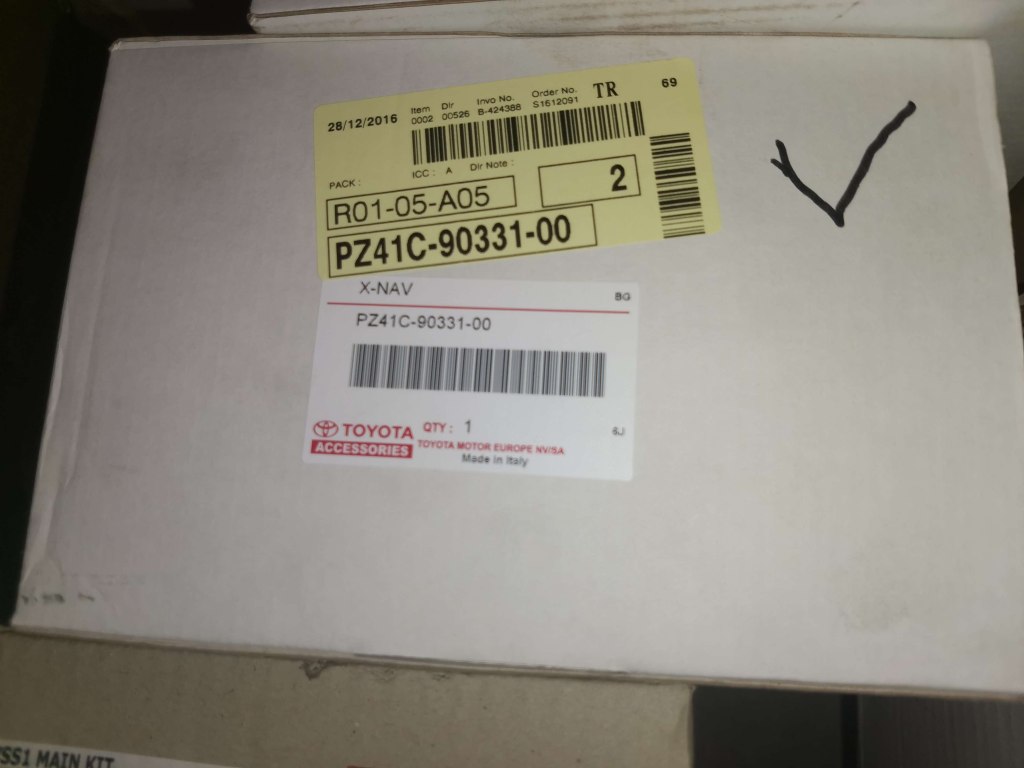 28/12/2016
Item Dlr Invo No. Order No. TR 69
0002 00526 B-424388 S1612091
PACK : ICC : A Dlr Note :
R01-05-A05 2
PZ41C-90331-00
X-NAV BG
PZ41C-90331-00
TOYOTA QTY : 1 6J
ACCESSORIES TOYOTA MOTOR EUROPE NV/SA
Made in Italy
SS1 MAIN KIT